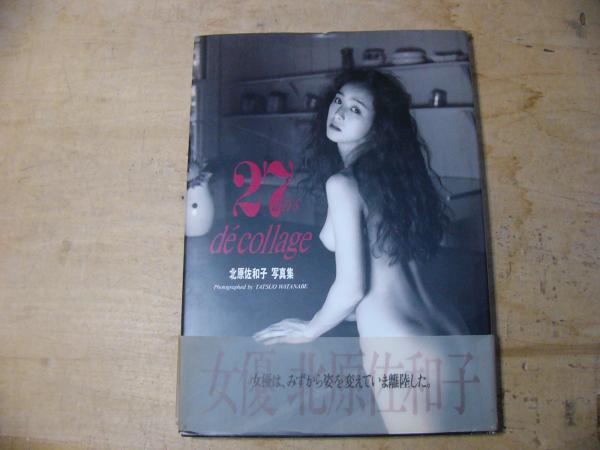 27
ans
dé collage
北原佐和子 写真集
Photographed by TATSUO WATANABE
女優 北原佐和子
女優は、みずから姿を変えていま離陸した。